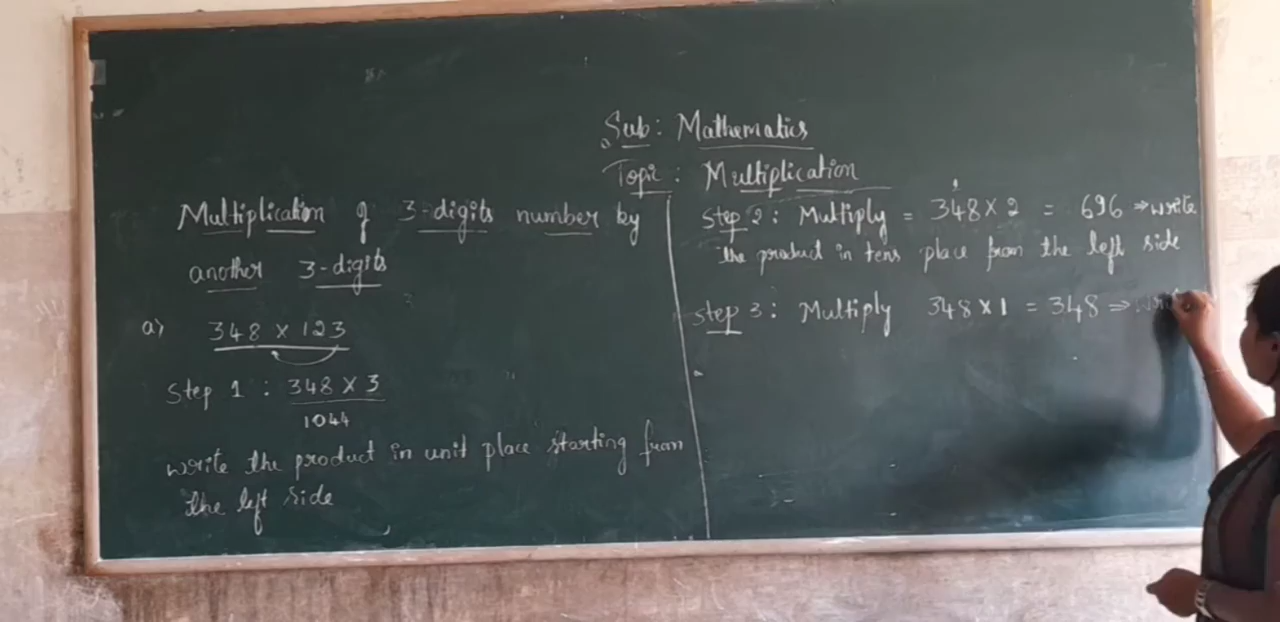 Sub: Mathematics
Topic: Multiplication
Multiplication of 3-digits number by
another 3-digits
a) 348 × 123
Step 1 : 348 × 3
1044
write the product in unit place starting from
the left side
Step 2 : Multiply = 348 × 2 = 696 ⇒ write
the product in tens place from the left side
Step 3 : Multiply 348 × 1 = 348 ⇒ writ